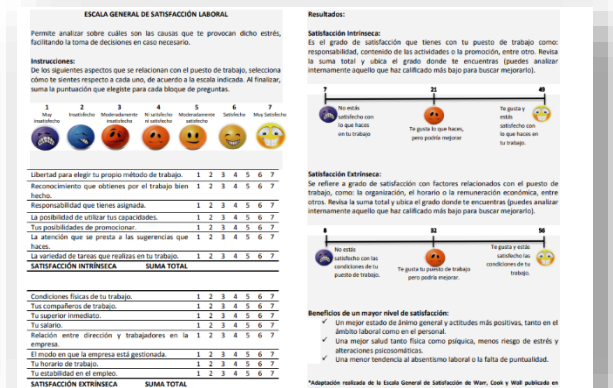 ESCALA GENERAL DE SATISFACCIÓN LABORAL
Permite analizar sobre cuáles son las causas que te provocan dicho estrés,
facilitando la toma de decisiones en caso necesario.
Instrucciones:
De los siguientes aspectos que se relacionan con el puesto de trabajo, selecciona
cómo te sientes respecto a cada uno, de acuerdo a la escala indicada. Al finalizar,
suma la puntuación que elegiste para cada bloque de preguntas.
1 2 3 4 5 6 7
Muy insatisfecho Insatisfecho Moderadamente insatisfecho Ni satisfecho ni satisfecho Moderadamente satisfecho Satisfecho Muy Satisfecho
Libertad para elegir tu propio método de trabajo. 1 2 3 4 5 6 7
Reconocimiento que obtienes por el trabajo bien 1 2 3 4 5 6 7
hecho.
Responsabilidad que tienes asignada. 1 2 3 4 5 6 7
La posibilidad de utilizar tus capacidades. 1 2 3 4 5 6 7
Tus posibilidades de promocionar. 1 2 3 4 5 6 7
La atención que se presta a las sugerencias que 1 2 3 4 5 6 7
haces.
La variedad de tareas que realizas en tu trabajo. 1 2 3 4 5 6 7
SATISFACCIÓN INTRÍNSECA SUMA TOTAL
Condiciones físicas de tu trabajo. 1 2 3 4 5 6 7
Tus compañeros de trabajo. 1 2 3 4 5 6 7
Tu superior inmediato. 1 2 3 4 5 6 7
Tu salario. 1 2 3 4 5 6 7
Relación entre dirección y trabajadores en la 1 2 3 4 5 6 7
empresa.
El modo en que la empresa está gestionada. 1 2 3 4 5 6 7
Tu horario de trabajo. 1 2 3 4 5 6 7
Tu estabilidad en el empleo. 1 2 3 4 5 6 7
SATISFACCIÓN EXTRÍNSECA SUMA TOTAL
Resultados:
Satisfacción Intrínseca:
Es el grado de satisfacción que tienes con tu puesto de trabajo como:
responsabilidad, contenido de las actividades o la promoción, entre otro. Revisa
la suma total y ubica el grado donde te encuentras (puedes analizar
internamente aquello que haz calificado más bajo para buscar mejorarlo).
7 21 49
No estás
satisfecho con
lo que haces
en tu trabajo
Te gusta lo que haces,
pero podría mejorar
Te gusta y
estás
satisfecho con
lo que haces en
tu trabajo.
Satisfacción Extrínseca:
Se refiere a grado de satisfacción con factores relacionados con el puesto de
trabajo, como: la organización, el horario o la remuneración económica, entre
otros. Revisa la suma total y ubica el grado donde te encuentras (puedes analizar
internamente aquello que haz calificado más bajo para buscar mejorarlo).
8 32 56
No estás
satisfecho con las
condiciones de tu
puesto de trabajo.
Te gusta tu puesto de trabajo
pero podría mejorar.
Te gusta y estás
satisfecho con las
condiciones de tu
trabajo.
Beneficios de un mayor nivel de satisfacción:
✓ Un mejor estado de ánimo general y actitudes más positivas, tanto en el
ámbito laboral como en el personal.
✓ Una mejor salud tanto física como psíquica, menos riesgo de estrés y
alteraciones psicosomáticas.
✓ Una menor tendencia al absentismo laboral o la falta de puntualidad.
*Adaptación realizada de la Escala General de Satisfacción de Warr, Cook y Wall publicado en